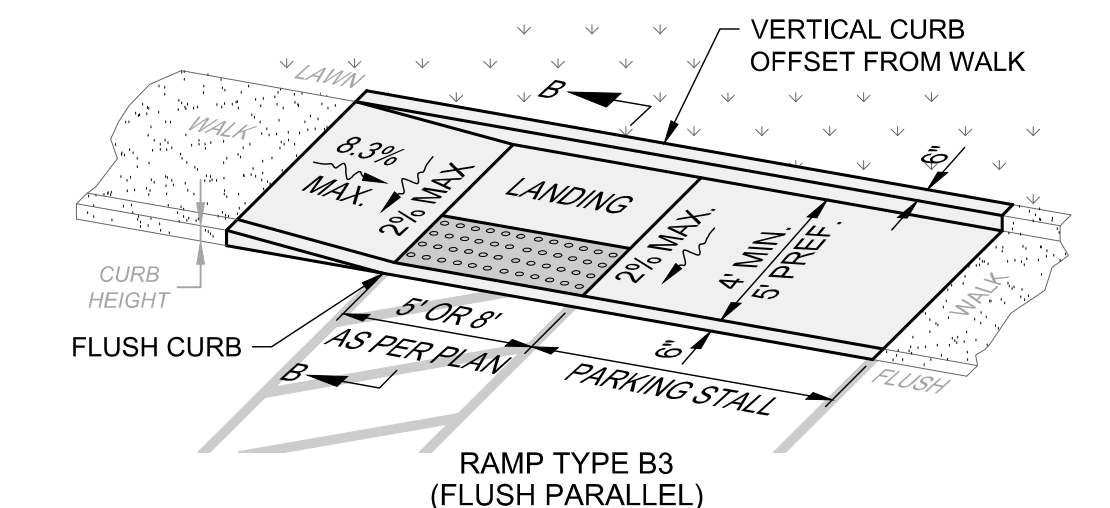 VERTICAL CURB
OFFSET FROM WALK
LAWN
B
WALK
8.3%
MAX.
2% MAX
LANDING
6"
2% MAX.
4' MIN.
5' PREF.
WALK
CURB
HEIGHT
FLUSH CURB
5' OR 8'
AS PER PLAN
6"
B
PARKING STALL
FLUSH
RAMP TYPE B3
(FLUSH PARALLEL)